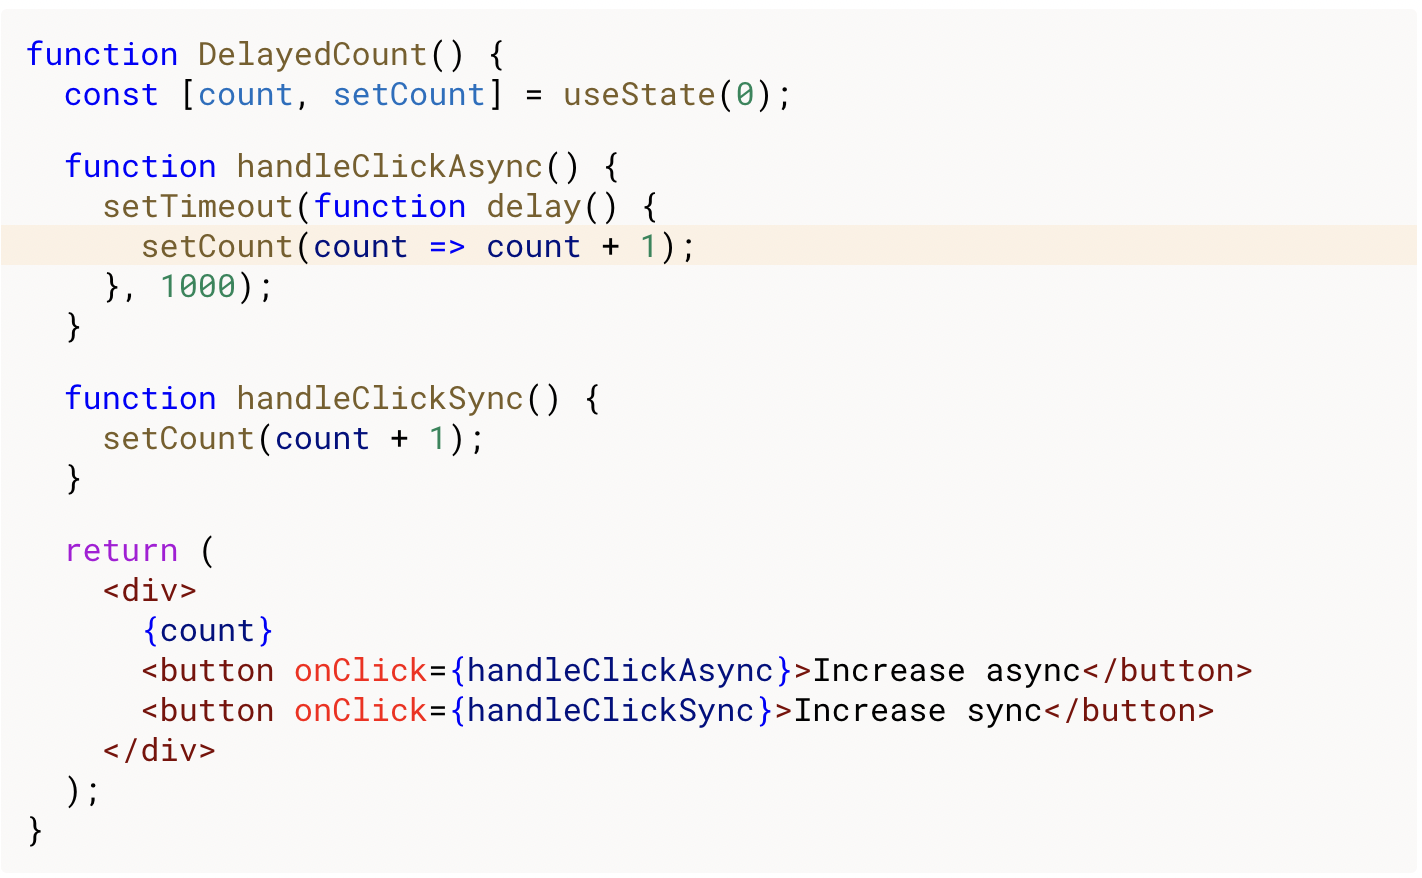 function DelayedCount() {
  const [count, setCount] = useState(0);

  function handleClickAsync() {
    setTimeout(function delay() {
      setCount(count => count + 1);
    }, 1000);
  }

  function handleClickSync() {
    setCount(count + 1);
  }

  return (
    <div>
      {count}
      <button onClick={handleClickAsync}>Increase async</button>
      <button onClick={handleClickSync}>Increase sync</button>
    </div>
  );
}